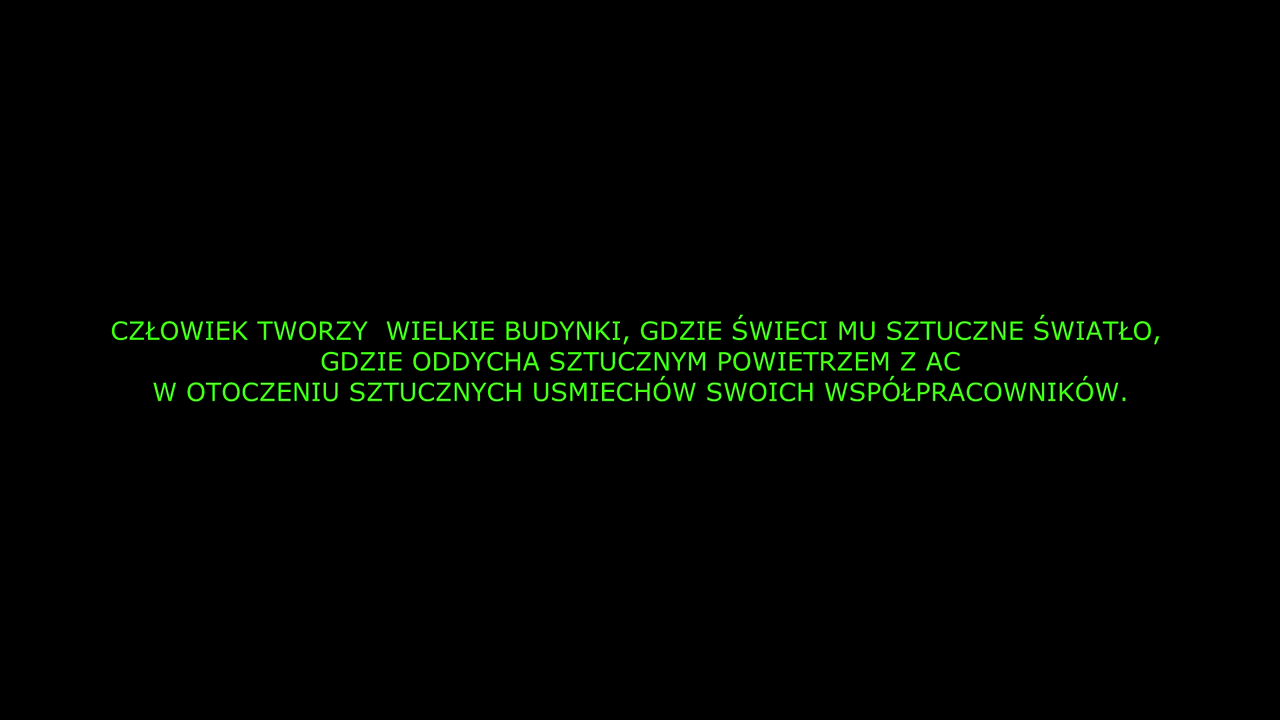 CZŁOWIEK TWORZY  WIELKIE BUDYNKI, GDZIE ŚWIECI MU SZTUCZNE ŚWIATŁO,
GDZIE ODDYCHA SZTUCZNYM POWIETRZEM Z AC
W OTOCZENIU SZTUCZNYCH USMIECHÓW SWOICH WSPÓŁPRACOWNIKÓW.